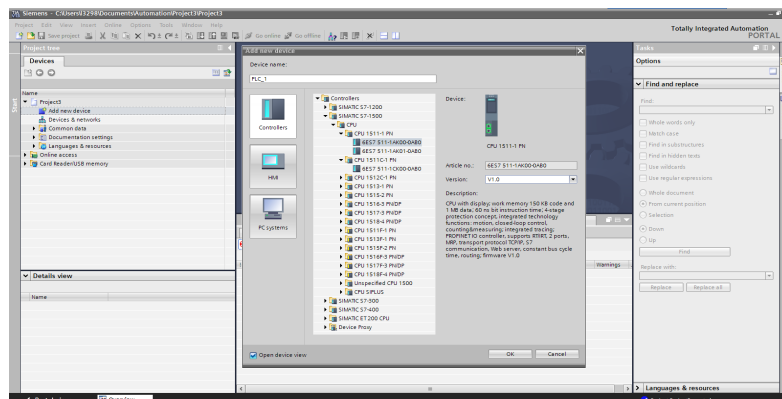 Siemens - C:\Users\13298\Documents\Automation\Project3\Project3
Project Edit View Insert Online Options Tools Window Help
Totally Integrated Automation
PORTAL
Save project
Go online
Go offline
Project tree
Devices
Name
Project3
Add new device
Devices & networks
Common data
Documentation settings
Languages & resources
Online access
Card Reader/USB memory
Start
Details view
Name
Add new device
Device name:
PLC_1
Controllers
HMI
PC systems
Controllers
SIMATIC S7-1200
SIMATIC S7-1500
CPU
CPU 1511-1 PN
6ES7 511-1AK00-0AB0
6ES7 511-1AK01-0AB0
CPU 1511C-1 PN
6ES7 511-1CK00-0AB0
CPU 1512C-1 PN
CPU 1513-1 PN
CPU 1515-2 PN
CPU 1516-3 PN/DP
CPU 1517-3 PN/DP
CPU 1518-4 PN/DP
CPU 1511F-1 PN
CPU 1513F-1 PN
CPU 1515F-2 PN
CPU 1516F-3 PN/DP
CPU 1517F-3 PN/DP
CPU 1518F-4 PN/DP
Unspecified CPU 1500
CPU SIPLUS
SIMATIC S7-300
SIMATIC S7-400
SIMATIC ET 200 CPU
Device Proxy
Device:
CPU 1511-1 PN
Article no.: 6ES7 511-1AK00-0AB0
Version: V1.0
Description:
CPU with display; work memory 150 KB code and
1 MB data; 60 ns bit instruction time; 4-stage
protection concept, integrated technology
functions: motion, closed-loop control,
counting&measuring; integrated tracing;
PROFINET IO controller, supports RT/IRT, 2 ports,
MRP, transport protocol TCP/IP, S7
communication, Web server, constant bus cycle
time, routing; firmware V1.0
Open device view
OK
Cancel
Warnings
Tasks
Options
Find and replace
Find:
Whole words only
Match case
Find in substructures
Find in hidden texts
Use wildcards
Use regular expressions
Whole document
From current position
Selection
Down
Up
Find
Replace with:
Replace
Replace all
Languages & resources